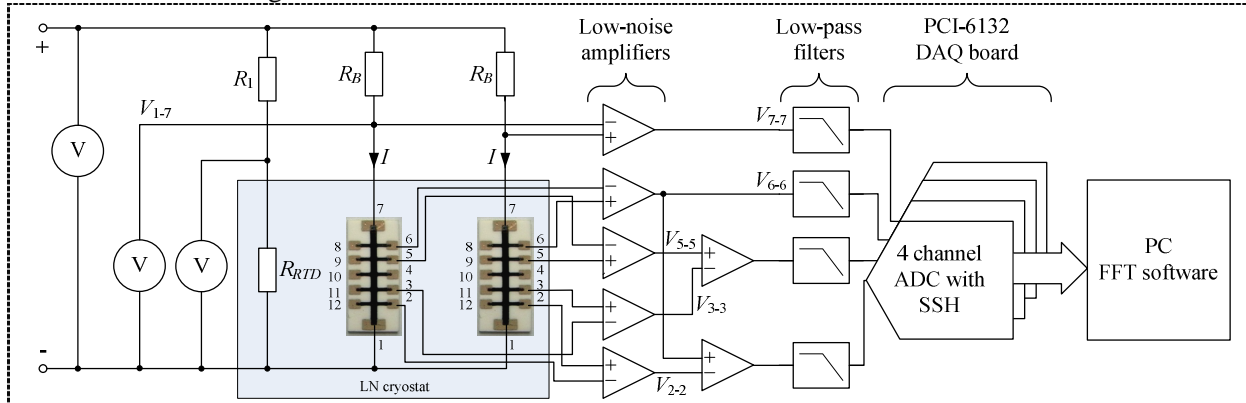 Low-noise
amplifiers
Low-pass
filters
PCI-6132
DAQ board
+
R1
RB
RB
V1-7
V
V
V
I
I
V7-7
V6-6
V5-5
V3-3
V2-2
RRTD
7
8
9
10
11
12
6
5
4
3
2
1
7
8
9
10
11
12
6
5
4
3
2
1
−
+
−
+
−
+
+
−
+
−
+
−
+
−
4 channel
ADC with
SSH
PC
FFT software
-
LN cryostat